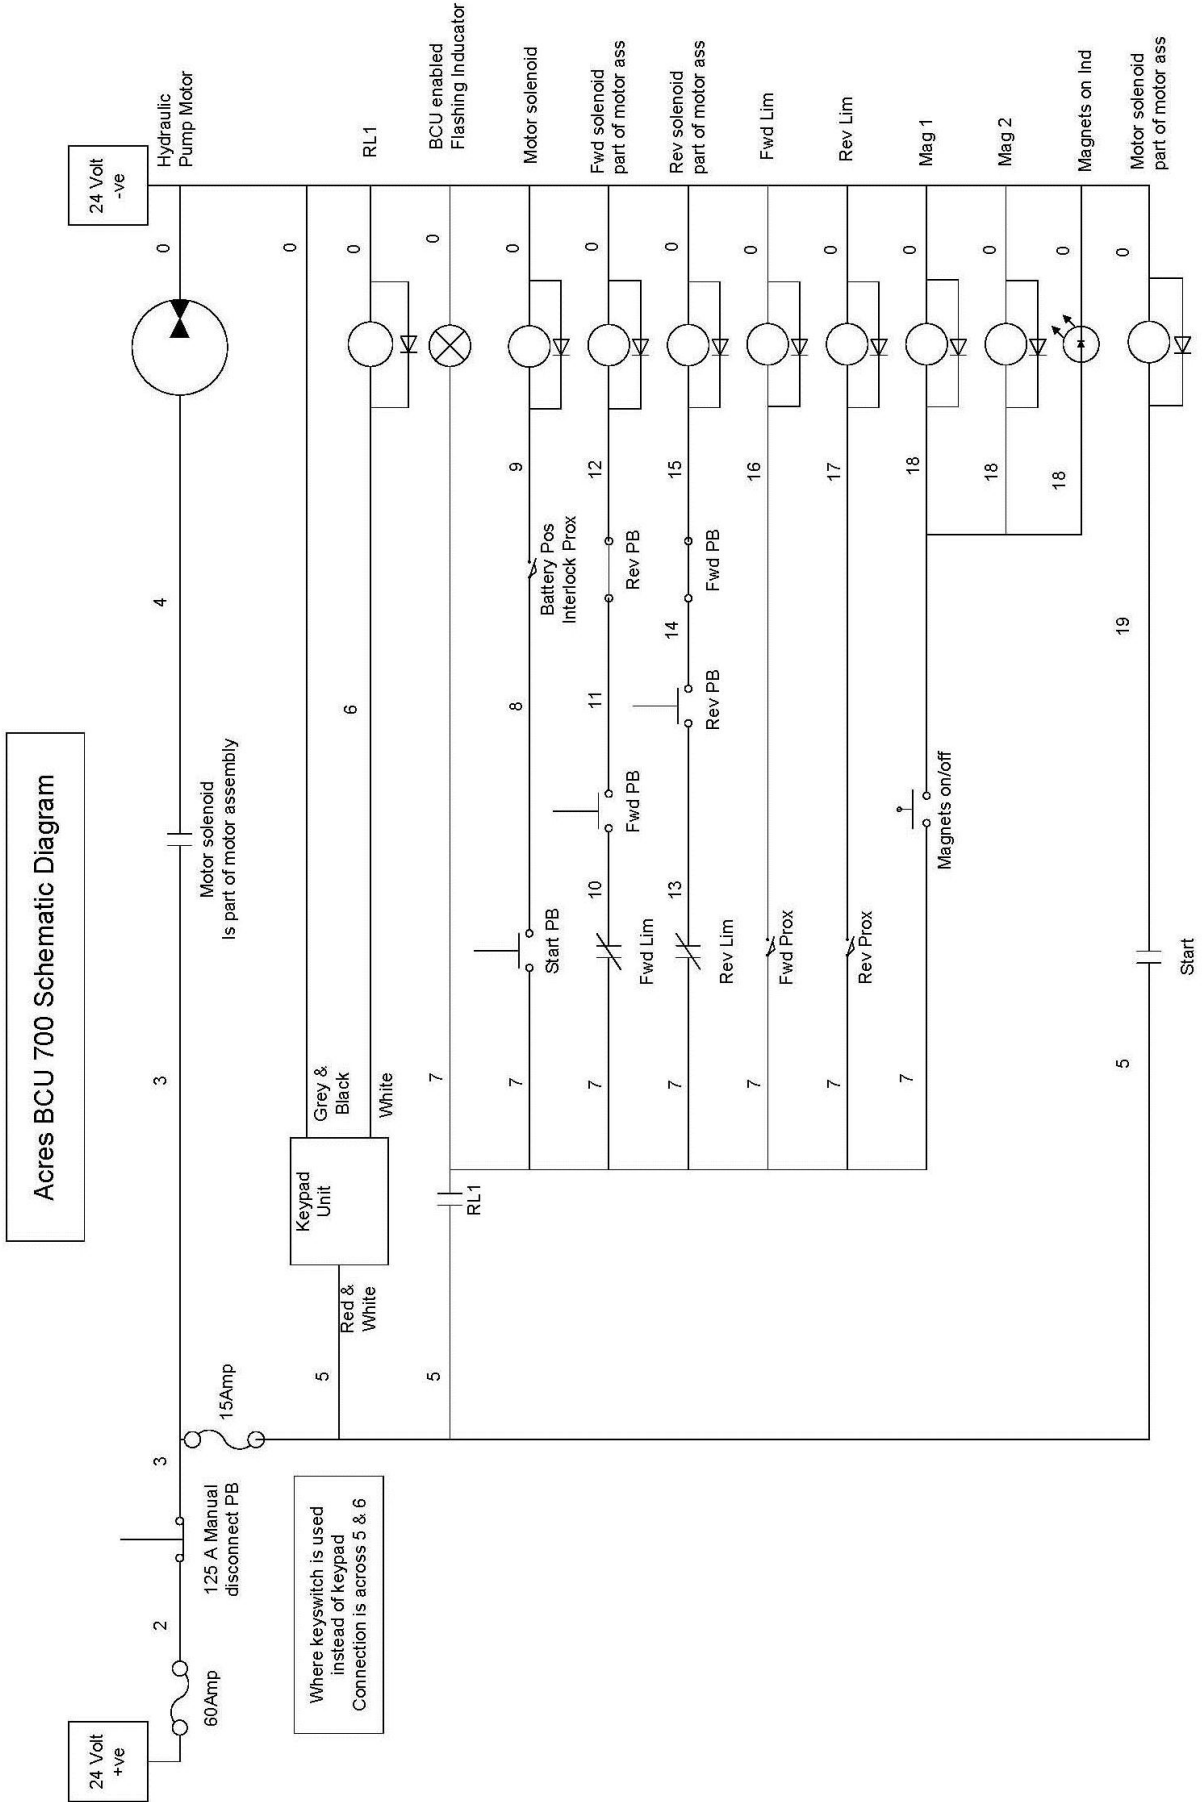 Acres BCU 700 Schematic Diagram
24 Volt
+ve
60Amp
2
125 A Manual
disconnect PB
3
15Amp
3
Motor solenoid
Is part of motor assembly
4
0
24 Volt
-ve
Hydraulic
Pump Motor
Where keyswitch is used
instead of keypad
Connection is across 5 & 6
5
Red &
White
Keypad
Unit
Grey &
Black
White
0
6
0
RL1
5
RL1
7
0
BCU enabled
Flashing Inducator
7
Start PB
8
Battery Pos
Interlock Prox
9
0
Motor solenoid
7
Fwd Lim
10
Fwd PB
11
Rev PB
12
0
Fwd solenoid
part of motor ass
7
Rev Lim
13
Rev PB
14
Fwd PB
15
0
Rev solenoid
part of motor ass
7
Fwd Prox
16
0
Fwd Lim
7
Rev Prox
17
0
Rev Lim
7
Magnets on/off
18
0
Mag 1
18
0
Mag 2
18
0
Magnets on Ind
5
Start
19
0
Motor solenoid
part of motor ass